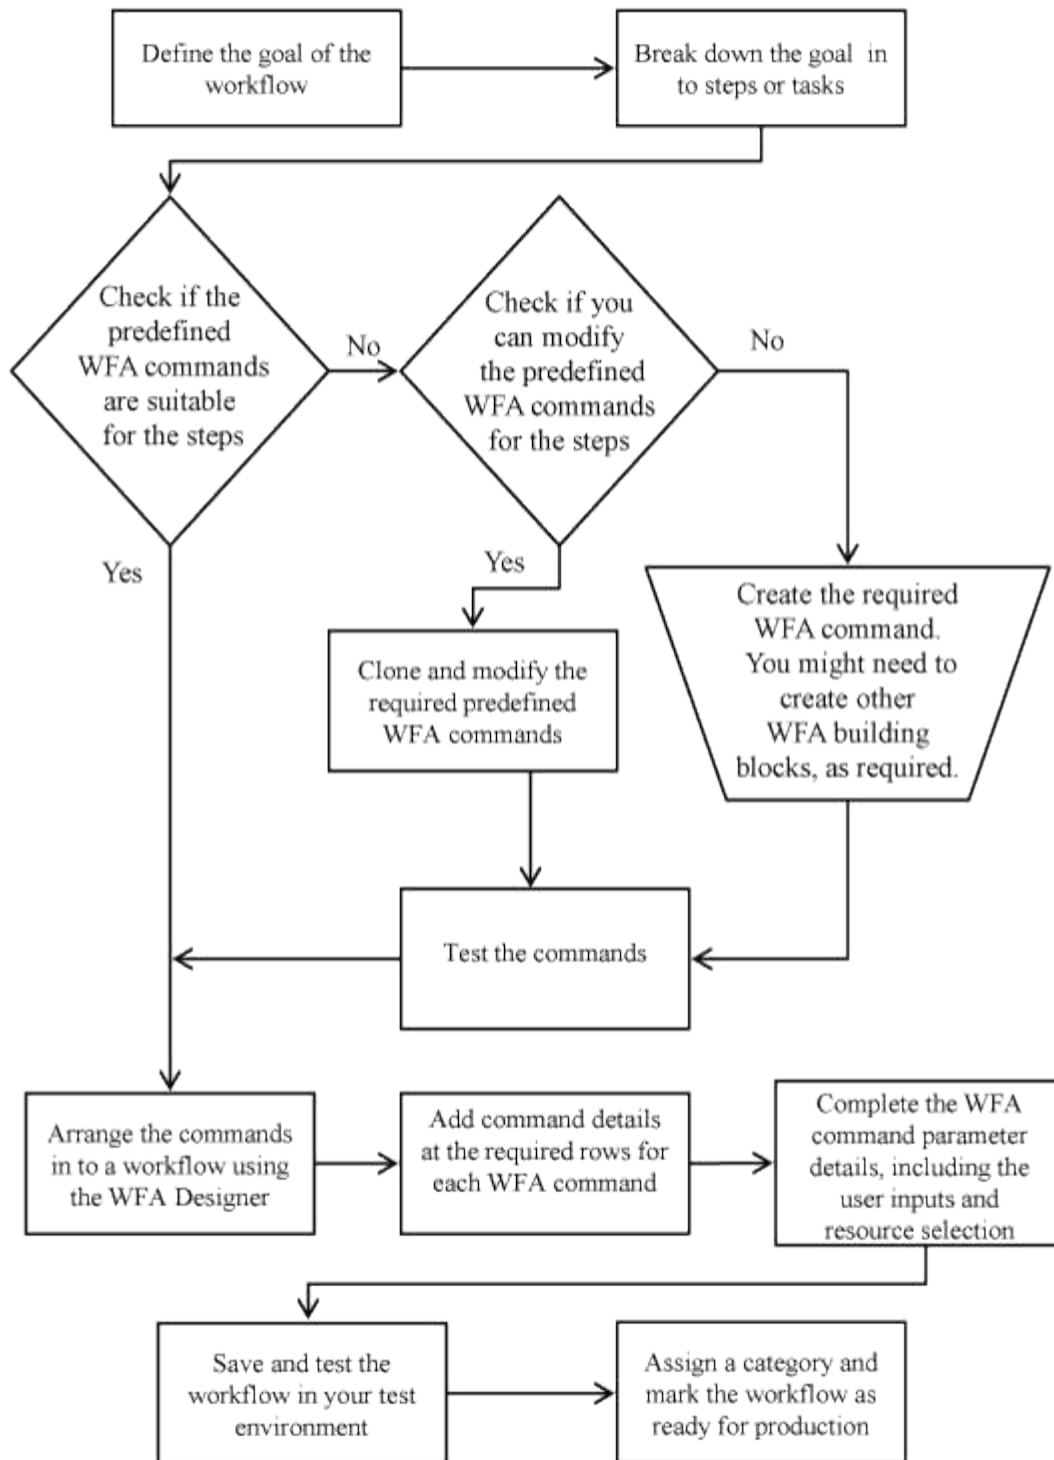 Define the goal of the
workflow
Break down the goal in
to steps or tasks
Check if the
predefined
WFA commands
are suitable
for the steps
No
Check if you
can modify
the predefined
WFA commands
for the steps
No
Yes
Yes
Clone and modify the
required predefined
WFA commands
Create the required
WFA command.
You might need to
create other
WFA building
blocks, as required.
Test the commands
Arrange the commands
in to a workflow using
the WFA Designer
Add command details
at the required rows for
each WFA command
Complete the WFA
command parameter
details, including the
user inputs and
resource selection
Save and test the
workflow in your test
environment
Assign a category and
mark the workflow as
ready for production